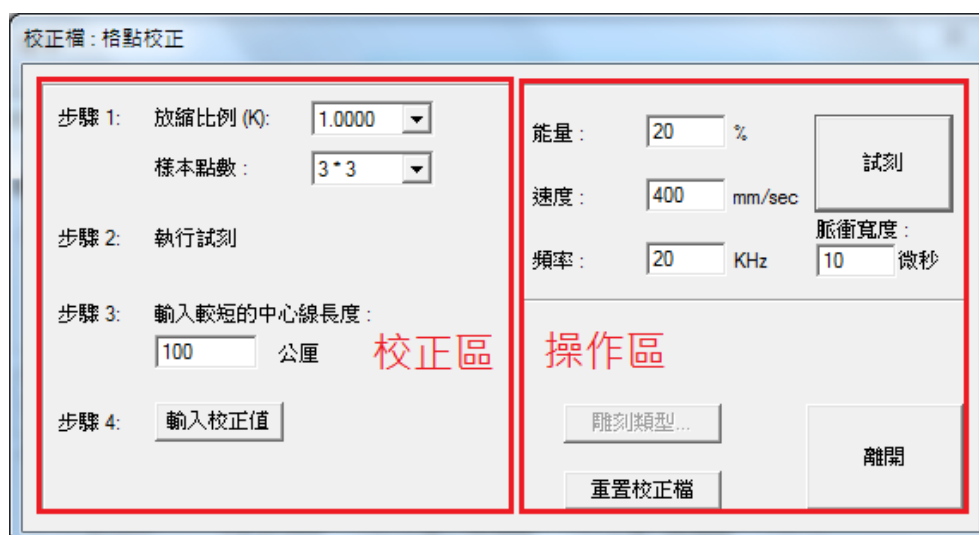 校正檔 : 格點校正
步驟 1: 放縮比例 (K): 1.0000
樣本點數 : 3 * 3
步驟 2: 執行試刻
步驟 3: 輸入較短的中心線長度 :
100 公厘
校正區
步驟 4: 輸入校正值
能量 : 20 %
試刻
速度 : 400 mm/sec
脈衝寬度 :
頻率 : 20 KHz 10 微秒
操作區
雕刻類型...
離開
重置校正檔